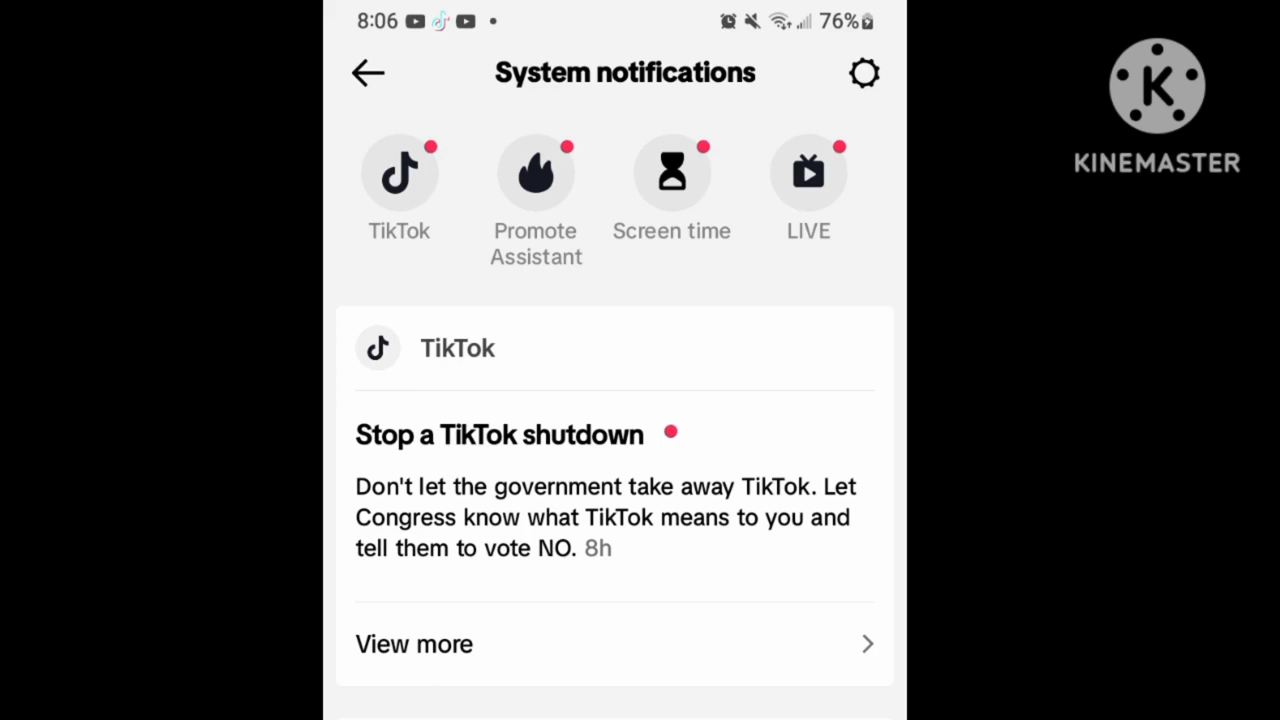 8:06
76%
System notifications
TikTok
Promote
Assistant
Screen time
LIVE
K
KINEMASTER
TikTok
Stop a TikTok shutdown
Don't let the government take away TikTok. Let
Congress know what TikTok means to you and
tell them to vote NO. 8h
View more